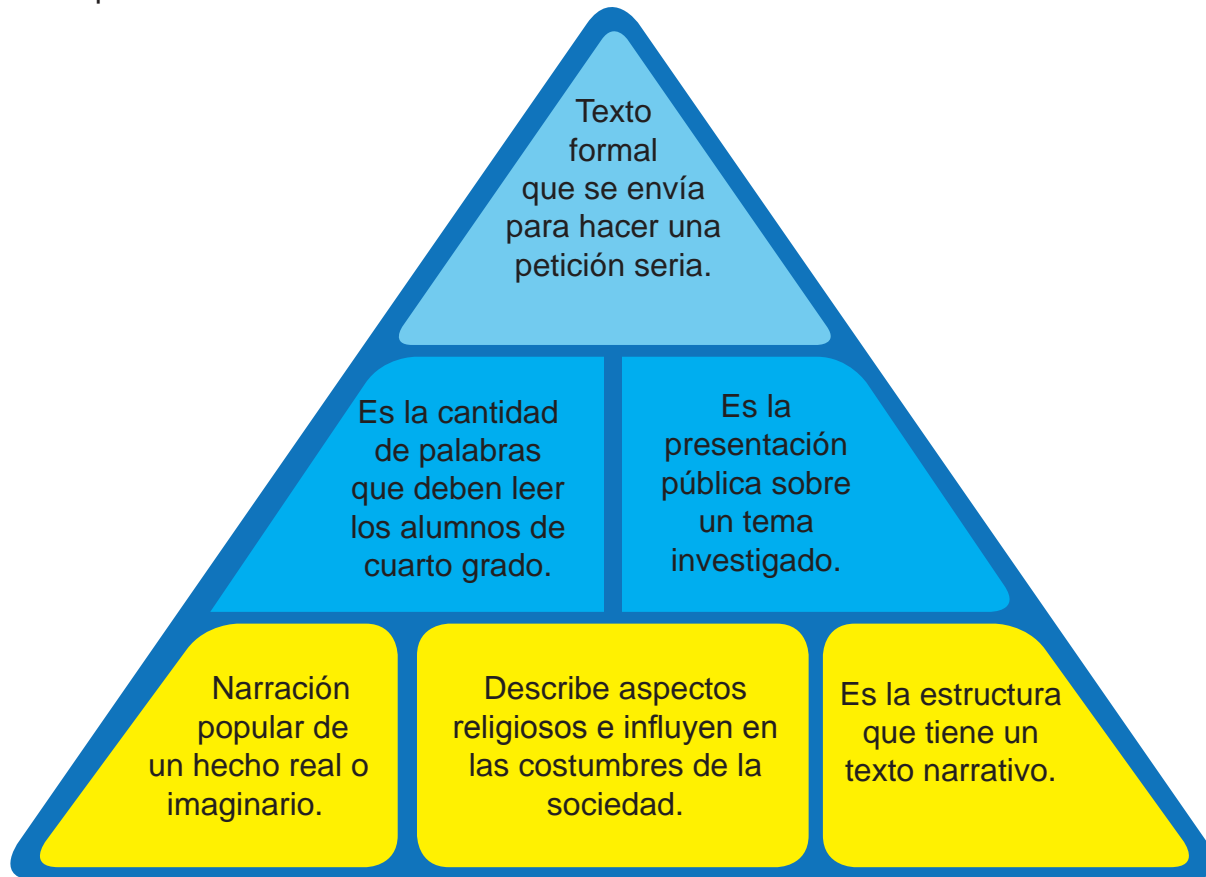 Texto
formal
que se envía
para hacer una
petición seria.
Es la cantidad
de palabras
que deben leer
los alumnos de
cuarto grado.
Es la
presentación
pública sobre
un tema
investigado.
Narración
popular de
un hecho real o
imaginario.
Describe aspectos
religiosos e influyen en
las costumbres de la
sociedad.
Es la estructura
que tiene un
texto narrativo.